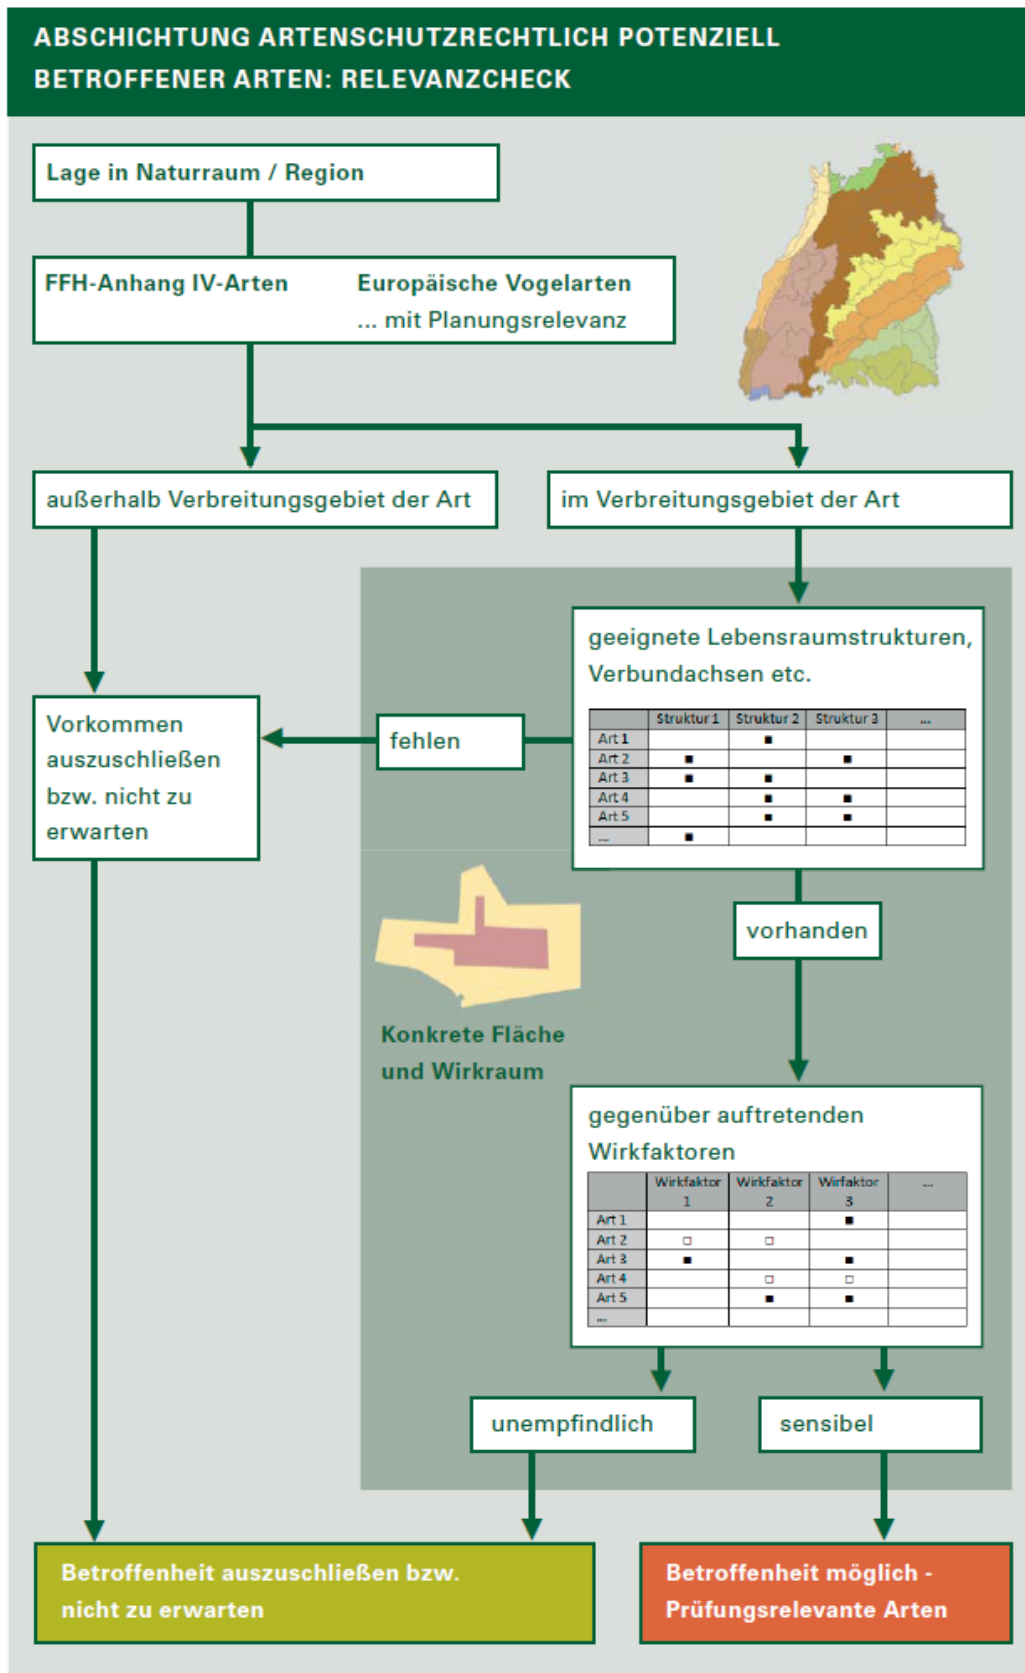 ABSCHICHTUNG ARTENSCHUTZRECHTLICH POTENZIELL
BETROFFENER ARTEN: RELEVANZCHECK
Lage in Naturraum / Region
FFH-Anhang IV-Arten
Europäische Vogelarten
... mit Planungsrelevanz
außerhalb Verbreitungsgebiet der Art
im Verbreitungsgebiet der Art
geeignete Lebensraumstrukturen,
Verbundachsen etc.
Struktur 1 Struktur 2 Struktur 3 ...
Art 1 ■
Art 2 ■ ■
Art 3 ■ ■
Art 4 ■ ■
Art 5 ■ ■
... ■
fehlen
Vorkommen
auszuschließen
bzw. nicht zu
erwarten
vorhanden
Konkrete Fläche
und Wirkraum
gegenüber auftretenden
Wirkfaktoren
Wirkfaktor Wirkfaktor Wirfaktor ...
1 2 3
Art 1 ■
Art 2 □ □
Art 3 ■ ■
Art 4 □ □
Art 5 ■ ■
...
unempfindlich
sensibel
Betroffenheit auszuschließen bzw.
nicht zu erwarten
Betroffenheit möglich -
Prüfungsrelevante Arten